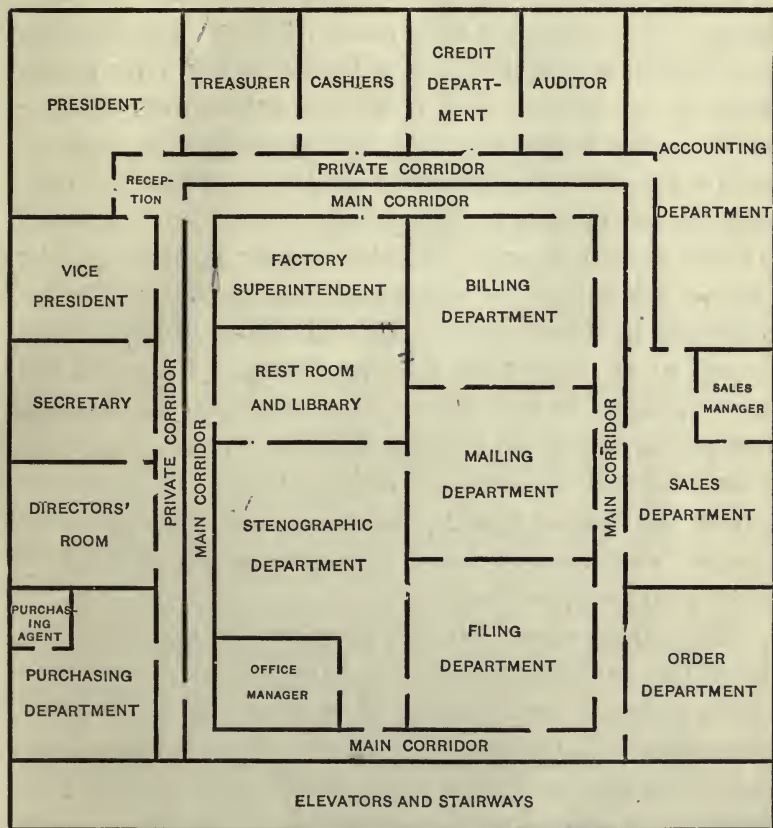 PRESIDENT
TREASURER
CASHIERS
CREDIT
DEPART-
MENT
AUDITOR
ACCOUNTING
DEPARTMENT
PRIVATE CORRIDOR
RECEP-
TION
MAIN CORRIDOR
VICE
PRESIDENT
FACTORY
SUPERINTENDENT
BILLING
DEPARTMENT
SECRETARY
PRIVATE CORRIDOR
MAIN CORRIDOR
REST ROOM
AND LIBRARY
MAIN CORRIDOR
SALES
MANAGER
DIRECTORS'
ROOM
STENOGRAPHIC
DEPARTMENT
MAILING
DEPARTMENT
SALES
DEPARTMENT
PURCHAS-
ING
AGENT
PURCHASING
DEPARTMENT
OFFICE
MANAGER
FILING
DEPARTMENT
ORDER
DEPARTMENT
MAIN CORRIDOR
ELEVATORS AND STAIRWAYS